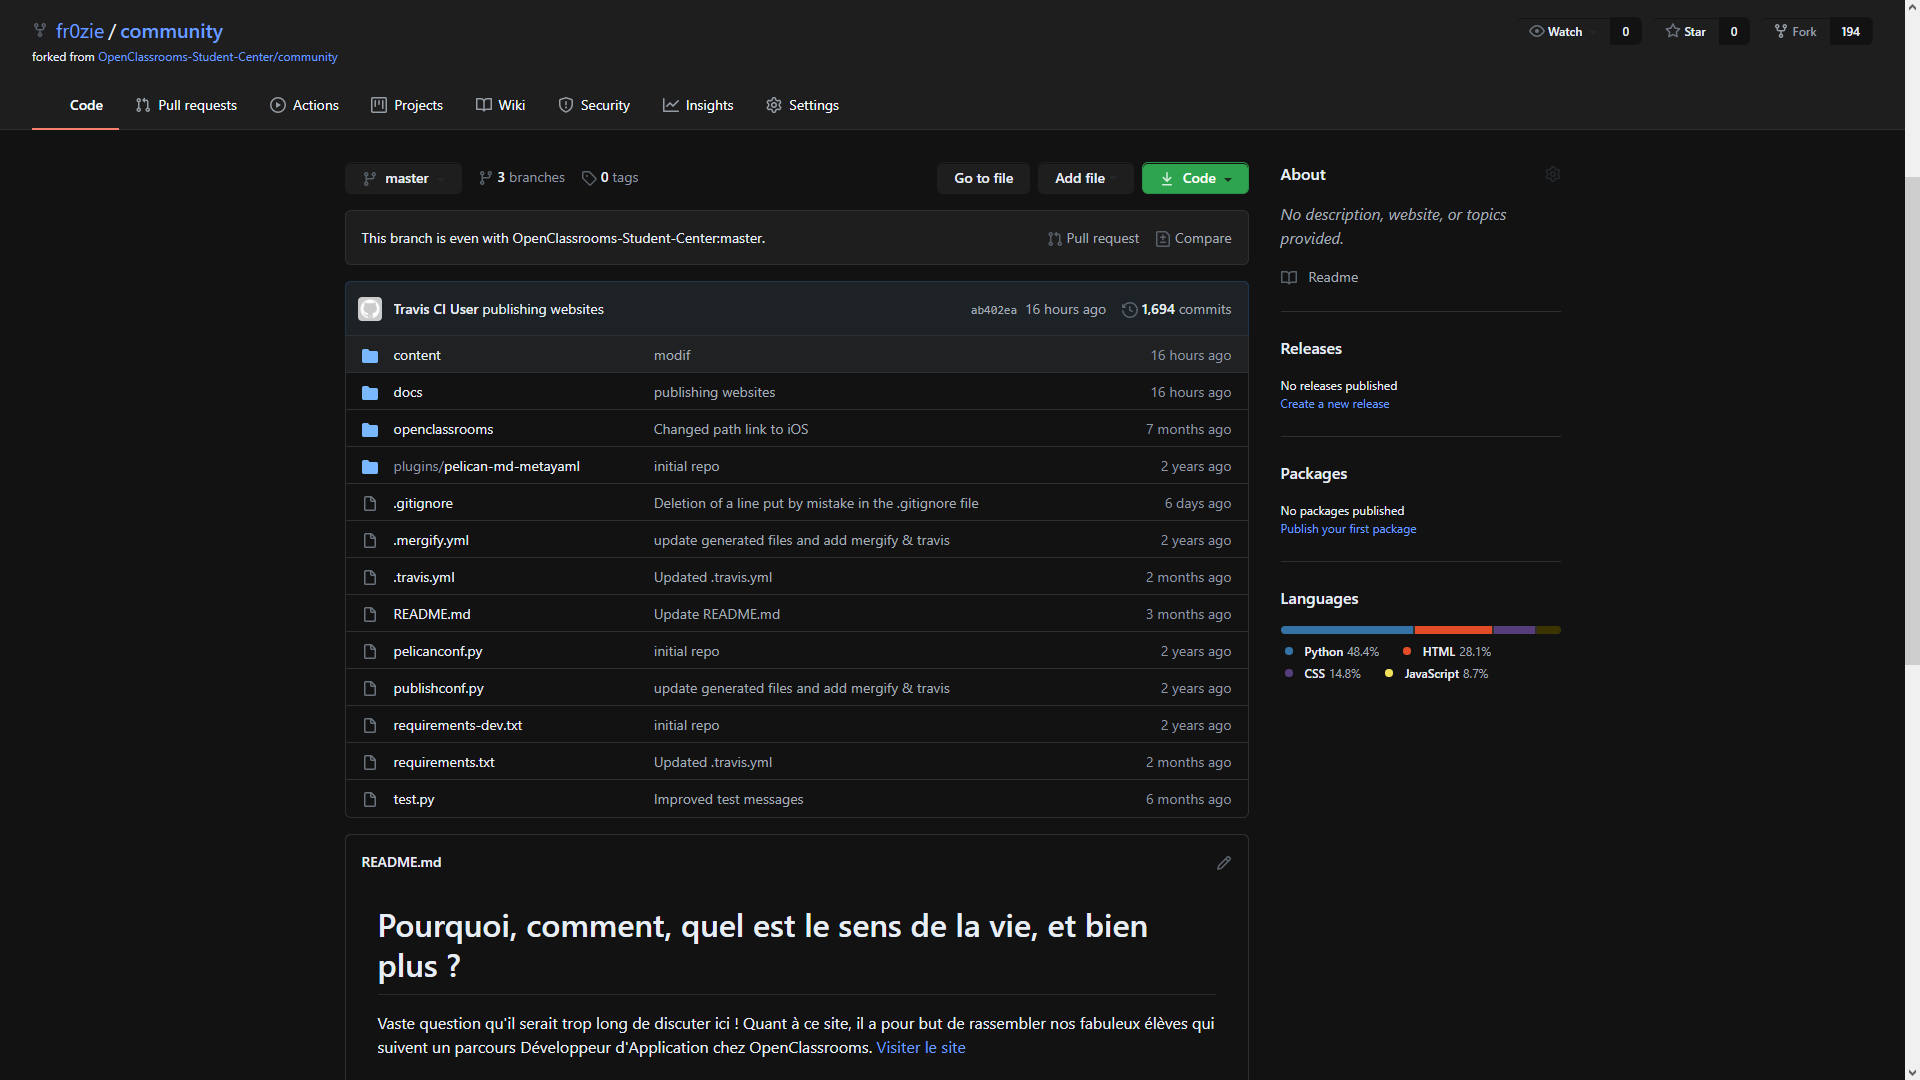 fr0zie / community
Watch 0 Star 0 Fork 194
forked from OpenClassrooms-Student-Center/community
Code Pull requests Actions Projects Wiki Security Insights Settings
master 3 branches 0 tags Go to file Add file Code
This branch is even with OpenClassrooms-Student-Center:master. Pull request Compare
Travis CI User publishing websites ab402ea 16 hours ago 1,694 commits
content modif 16 hours ago
docs publishing websites 16 hours ago
openclassrooms Changed path link to iOS 7 months ago
plugins/pelican-md-metayaml initial repo 2 years ago
.gitignore Deletion of a line put by mistake in the .gitignore file 6 days ago
.mergify.yml update generated files and add mergify & travis 2 years ago
.travis.yml Updated .travis.yml 2 months ago
README.md Update README.md 3 months ago
pelicanconf.py initial repo 2 years ago
publishconf.py update generated files and add mergify & travis 2 years ago
requirements-dev.txt initial repo 2 years ago
requirements.txt Updated .travis.yml 2 months ago
test.py Improved test messages 6 months ago
README.md
Pourquoi, comment, quel est le sens de la vie, et bien
plus ?
Vaste question qu'il serait trop long de discuter ici ! Quant à ce site, il a pour but de rassembler nos fabuleux élèves qui
suivent un parcours Développeur d'Application chez OpenClassrooms. Visiter le site
About
No description, website, or topics
provided.
Readme
Releases
No releases published
Create a new release
Packages
No packages published
Publish your first package
Languages
Python 48.4% HTML 28.1%
CSS 14.8% JavaScript 8.7%